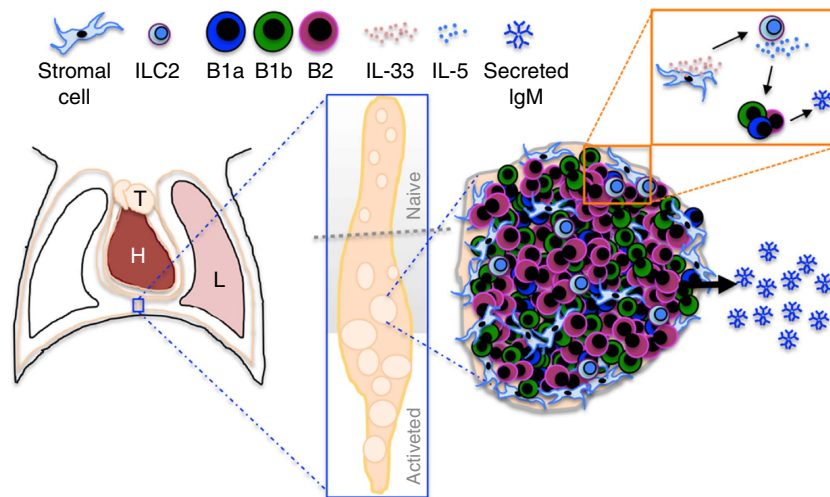 Stromal cell
ILC2
B1a
B1b
B2
IL-33
IL-5
Secreted IgM
T
H
L
Naive
Activeted